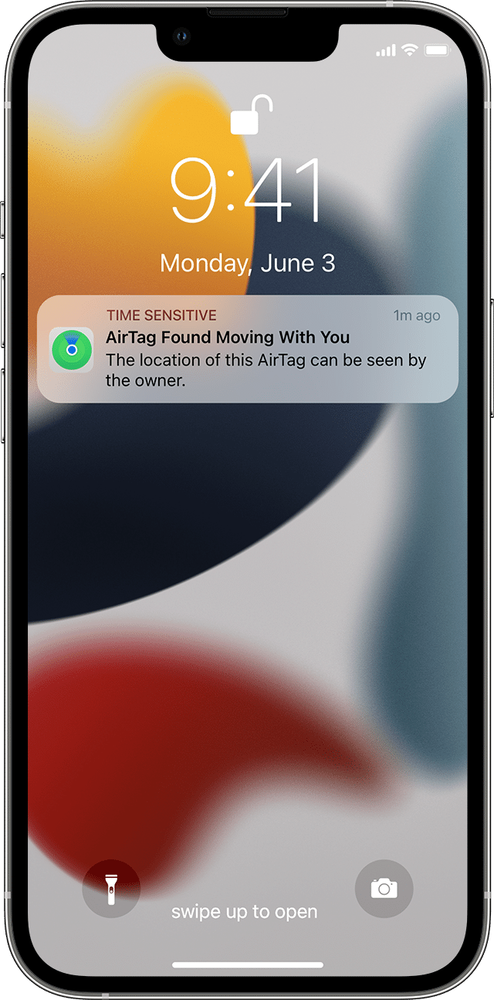 9:41
Monday, June 3
TIME SENSITIVE 1m ago
AirTag Found Moving With You
The location of this AirTag can be seen by
the owner.
swipe up to open